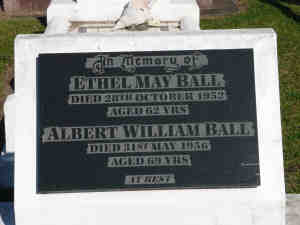 In Memory of
ETHEL MAY BALL
DIED 28TH OCTOBER 1952
AGED 62 YRS
ALBERT WILLIAM BALL
DIED 31ST MAY 1956
AGED 69 YRS
AT REST